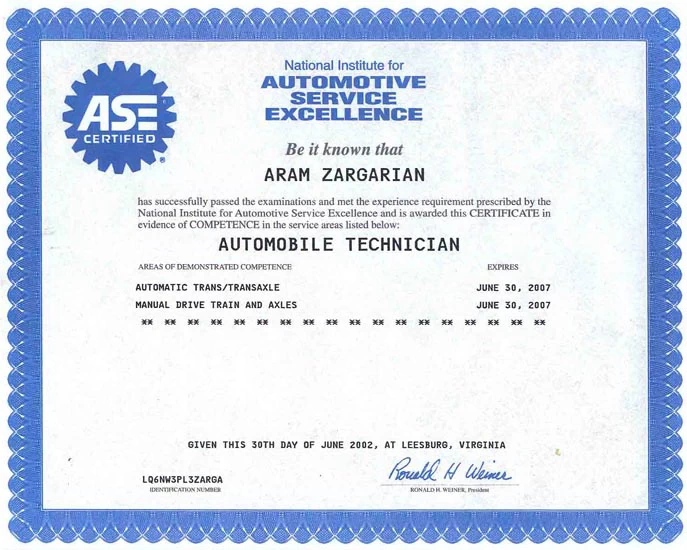 National Institute for
AUTOMOTIVE
SERVICE
EXCELLENCE
ASE
CERTIFIED
®
Be it known that
ARAM ZARGARIAN
has successfully passed the examinations and met the experience requirement prescribed by the
National Institute for Automotive Service Excellence and is awarded this CERTIFICATE in
evidence of COMPETENCE in the service areas listed below:
AUTOMOBILE TECHNICIAN
AREAS OF DEMONSTRATED COMPETENCE EXPIRES
AUTOMATIC TRANS/TRANSAXLE JUNE 30, 2007
MANUAL DRIVE TRAIN AND AXLES JUNE 30, 2007
** ** ** ** ** ** ** ** ** ** ** ** ** ** ** ** ** **
GIVEN THIS 30TH DAY OF JUNE 2002, AT LEESBURG, VIRGINIA
Ronald H Weiner
LQ6NW3PL3ZARGA
IDENTIFICATION NUMBER
RONALD H. WEINER, President